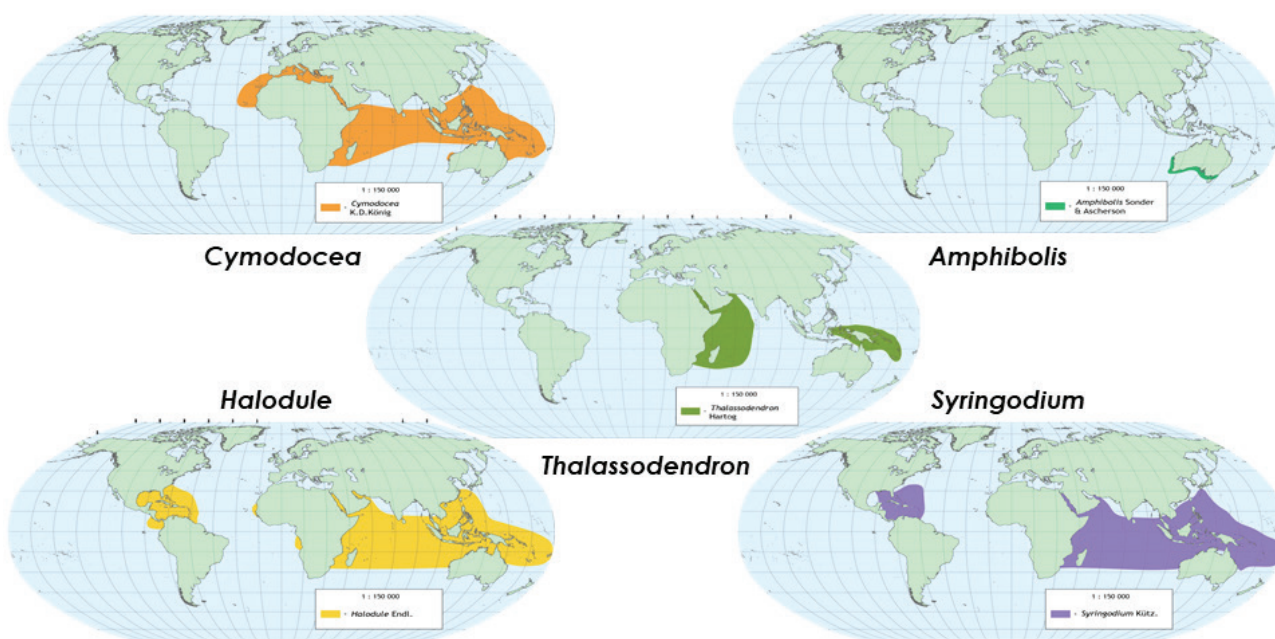 1 : 150 000
- Cymodocea
K.D.König
1 : 150 000
- Amphibolis Sonder
& Ascherson
Cymodocea
Amphibolis
1 : 150 000
- Thalassodendron
Hartog
Halodule
Syringodium
Thalassodendron
1 : 150 000
- Halodule Endl.
1 : 150 000
- Syringodium Kütz.